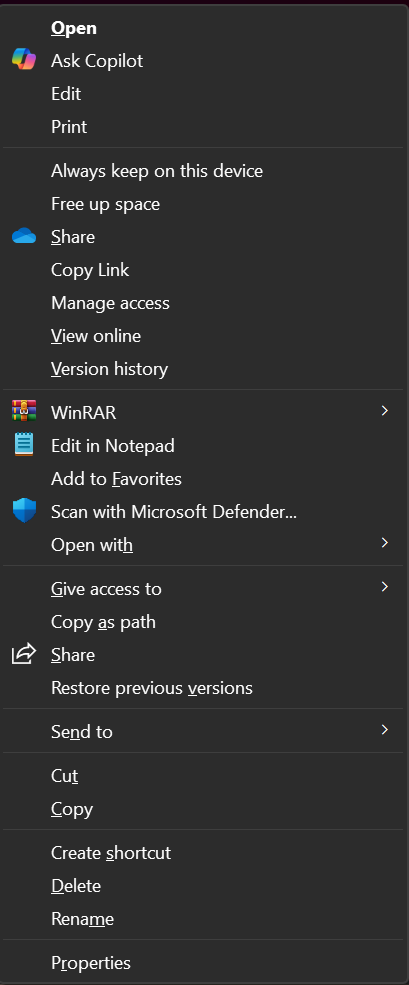 Open
Ask Copilot
Edit
Print
Always keep on this device
Free up space
Share
Copy Link
Manage access
View online
Version history
WinRAR
Edit in Notepad
Add to Favorites
Scan with Microsoft Defender...
Open with
Give access to
Copy as path
Share
Restore previous versions
Send to
Cut
Copy
Create shortcut
Delete
Rename
Properties